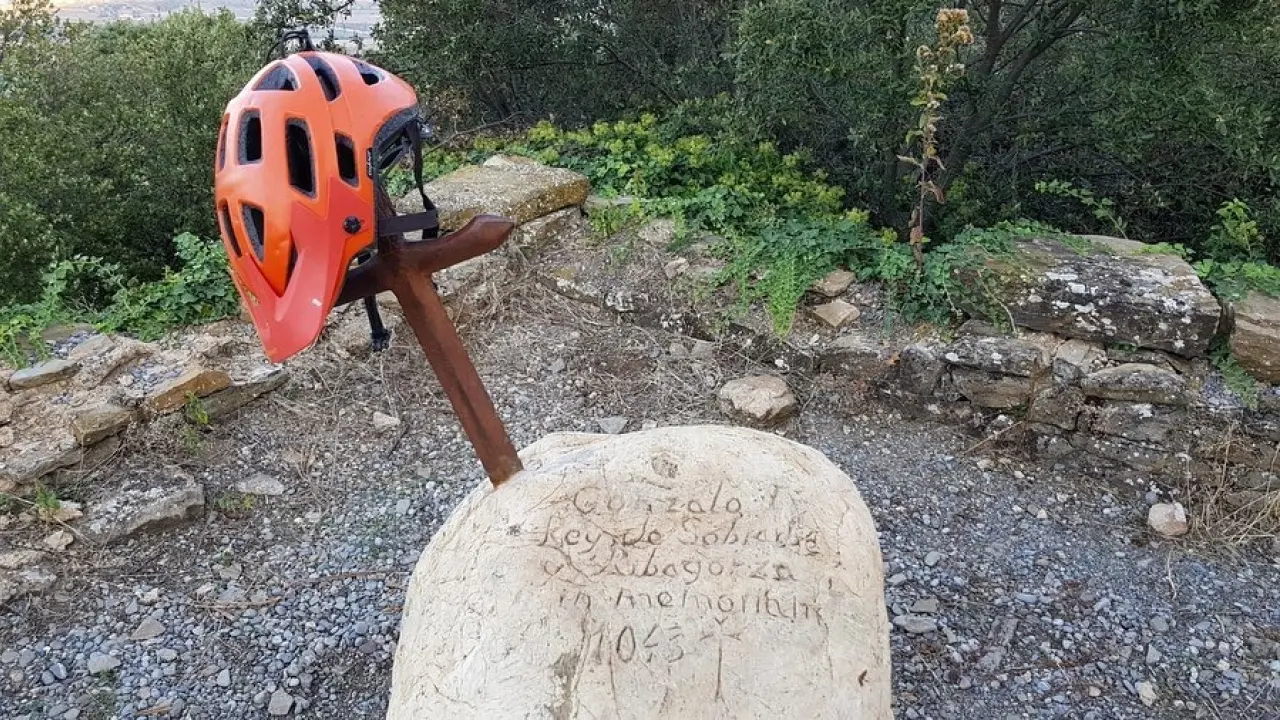 Gonzalo I
Rey de Sobrarbe
y Ribagorza
in memoriam
1043